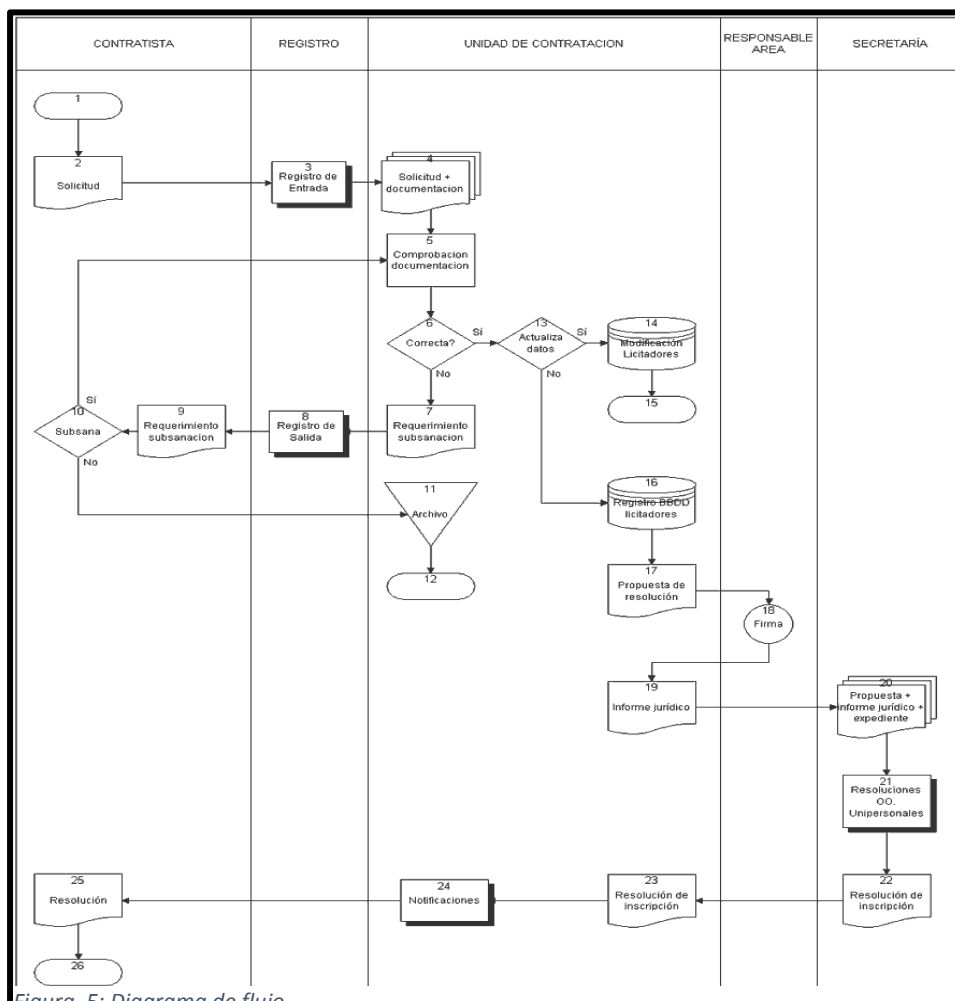 CONTRATISTA
REGISTRO
UNIDAD DE CONTRATACION
RESPONSABLE
AREA
SECRETARÍA
1
2
Solicitud
3
Registro de
Entrada
4
Solicitud +
documentacion
5
Comprobacion
documentacion
6
Correcta?
Sí
No
13
Actualiza
datos
Sí
No
14
Modificación
Licitadores
15
10
Subsana
Sí
No
9
Requerimiento
subsanacion
8
Registro de
Salida
7
Requerimiento
subsanacion
11
Archivo
12
16
Registro BBDD
licitadores
17
Propuesta de
resolución
18
Firma
19
Informe jurídico
20
Propuesta +
informe jurídico +
expediente
21
Resoluciones
OO.
Unipersonales
25
Resolución
24
Notificaciones
23
Resolución de
inscripción
22
Resolución de
inscripción
26
Figura 5: Diagrama de flujo